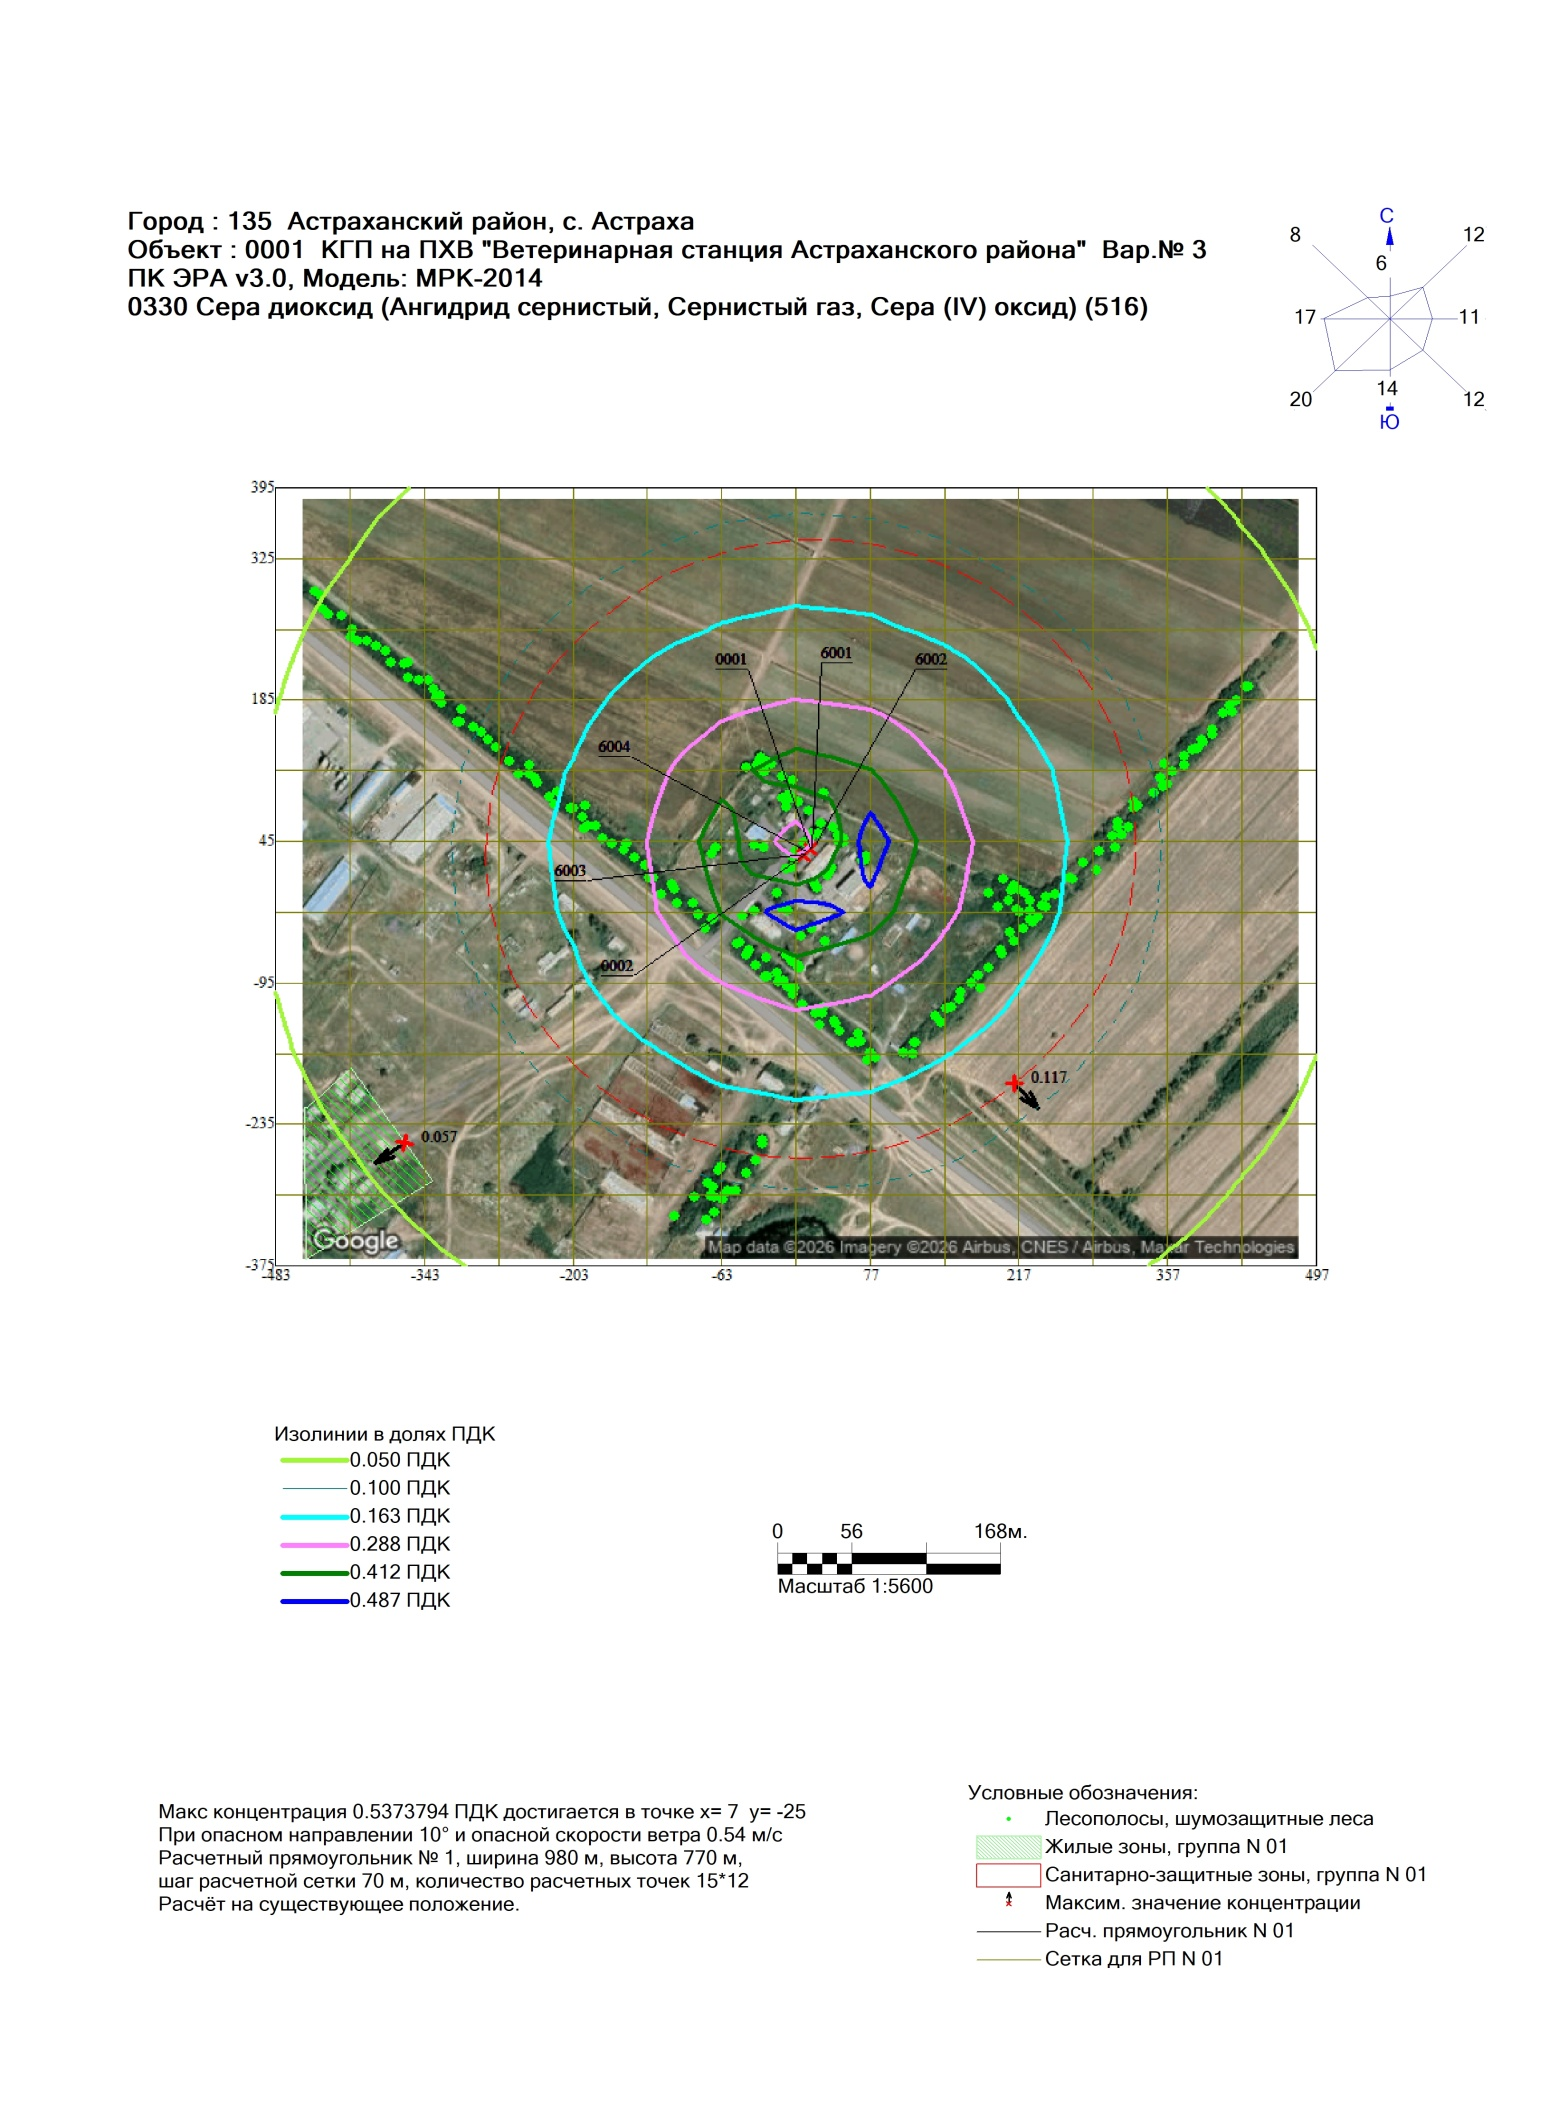 Город : 135 Астраханский район, с. Астраха
Объект : 0001 КГП на ПХВ "Ветеринарная станция Астраханского района" Вар.№ 3
ПК ЭРА v3.0, Модель: МРК-2014
0330 Сера диоксид (Ангидрид сернистый, Сернистый газ, Сера (IV) оксид) (516)
С
8
12
6
17
11
14
20
12
Ю
395
325
185
45
-95
-235
-375
0001
6001
6002
6004
6003
0002
0.117
0.057
Google
Map data ©2026 Imagery ©2026 Airbus, CNES / Airbus, Maxar Technologies
-483
-343
-203
-63
77
217
357
497
Изолинии в долях ПДК
0.050 ПДК
0.100 ПДК
0.163 ПДК
0.288 ПДК
0.412 ПДК
0.487 ПДК
0 56 168м.
Масштаб 1:5600
Макс концентрация 0.5373794 ПДК достигается в точке x= 7 y= -25
При опасном направлении 10° и опасной скорости ветра 0.54 м/с
Расчетный прямоугольник № 1, ширина 980 м, высота 770 м,
шаг расчетной сетки 70 м, количество расчетных точек 15*12
Расчёт на существующее положение.
Условные обозначения:
Лесополосы, шумозащитные леса
Жилые зоны, группа N 01
Санитарно-защитные зоны, группа N 01
Максим. значение концентрации
Расч. прямоугольник N 01
Сетка для РП N 01